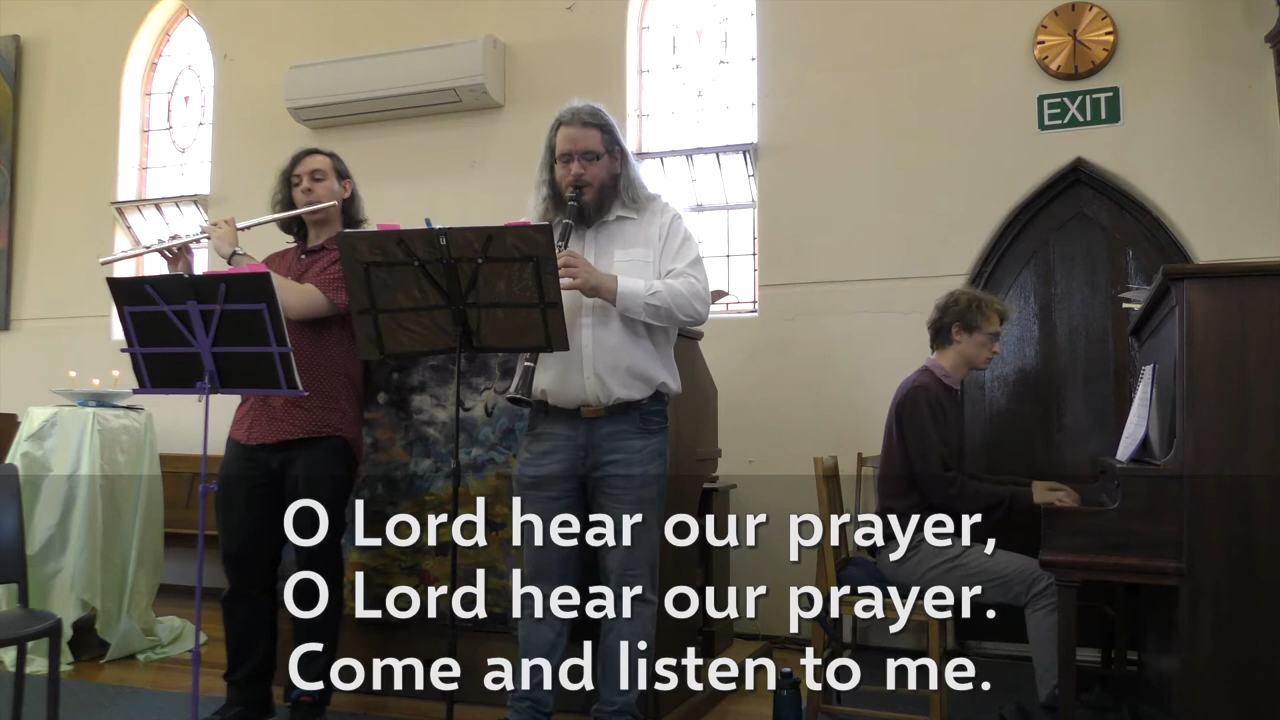 EXIT
O Lord hear our prayer,
O Lord hear our prayer.
Come and listen to me.